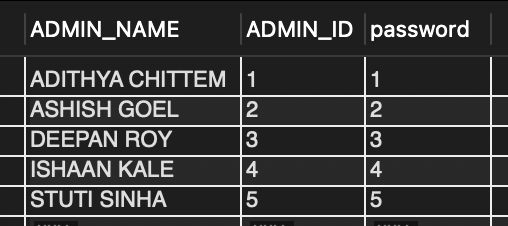 ADMIN_NAME ADMIN_ID password
ADITHYA CHITTEM 1 1
ASHISH GOEL 2 2
DEEPAN ROY 3 3
ISHAAN KALE 4 4
STUTI SINHA 5 5